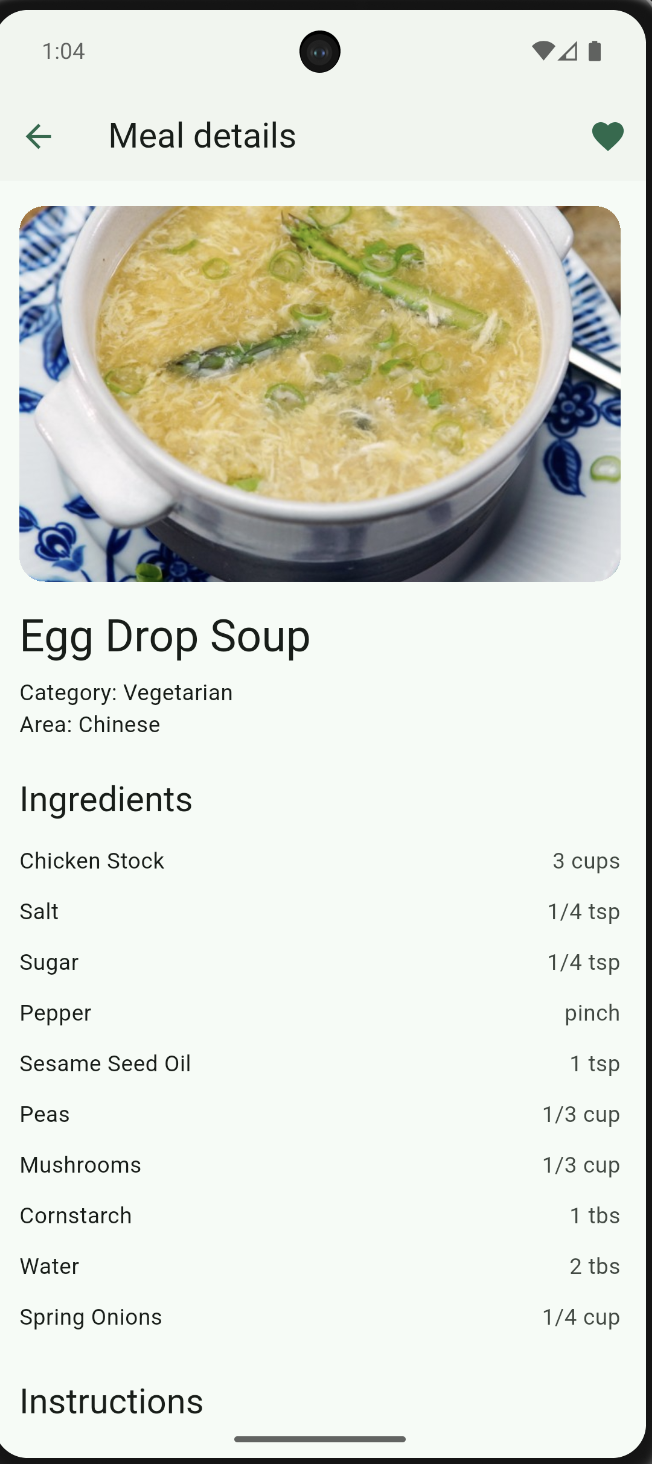 1:04
Meal details
Egg Drop Soup
Category: Vegetarian
Area: Chinese
Ingredients
Chicken Stock 3 cups
Salt 1/4 tsp
Sugar 1/4 tsp
Pepper pinch
Sesame Seed Oil 1 tsp
Peas 1/3 cup
Mushrooms 1/3 cup
Cornstarch 1 tbs
Water 2 tbs
Spring Onions 1/4 cup
Instructions